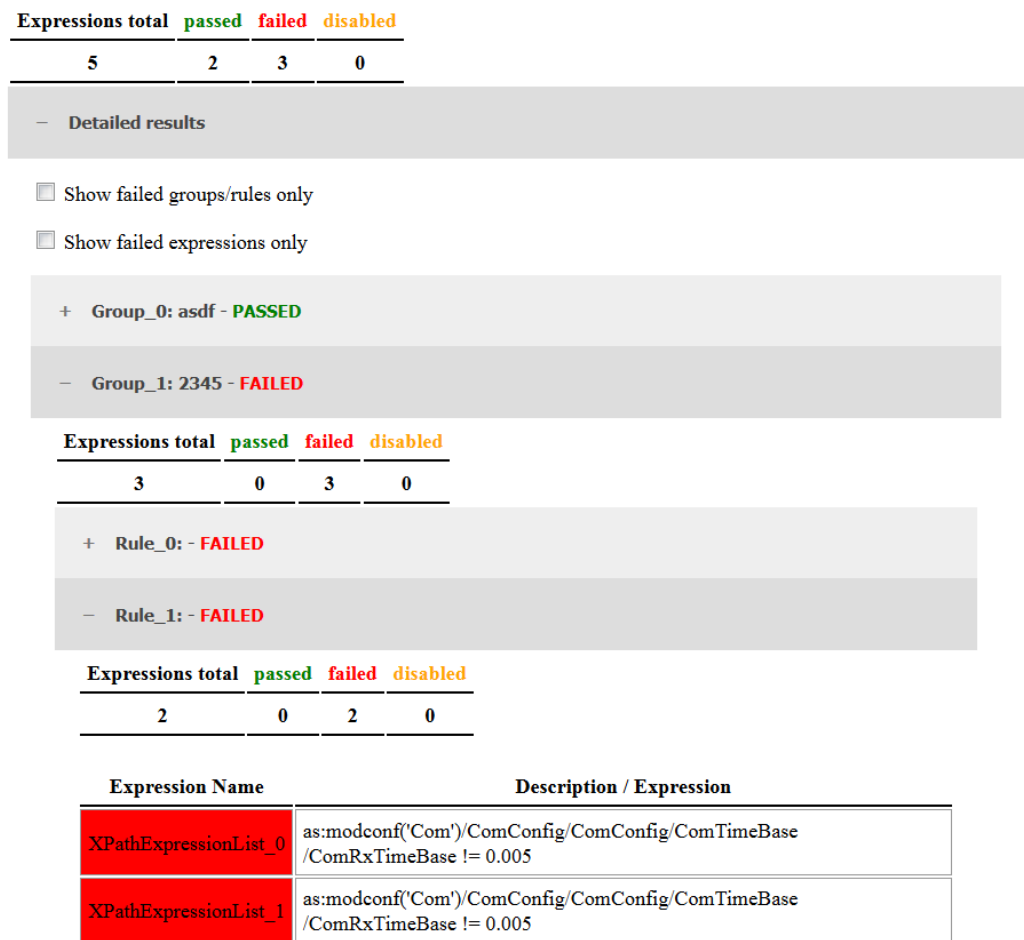 Expressions total passed failed disabled
5 2 3 0
− Detailed results
Show failed groups/rules only
Show failed expressions only
+ Group_0: asdf - PASSED
− Group_1: 2345 - FAILED
Expressions total passed failed disabled
3 0 3 0
+ Rule_0: - FAILED
− Rule_1: - FAILED
Expressions total passed failed disabled
2 0 2 0
Expression Name Description / Expression
XPathExpressionList_0
as:modconf('Com')/ComConfig/ComConfig/ComTimeBase
/ComRxTimeBase != 0.005
XPathExpressionList_1
as:modconf('Com')/ComConfig/ComConfig/ComTimeBase
/ComRxTimeBase != 0.005